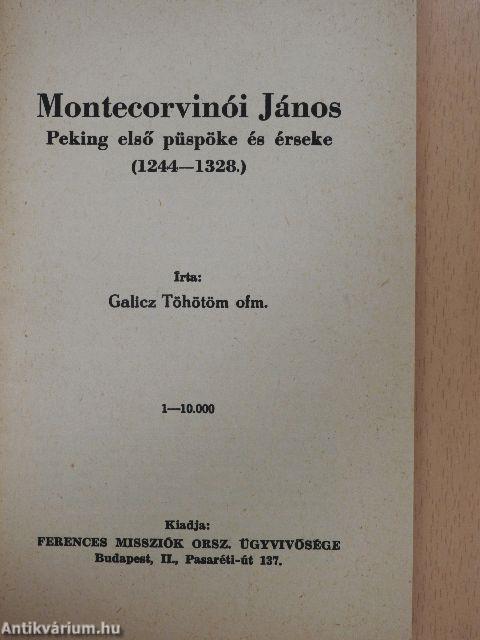 Montecorvinói János
Peking első püspöke és érseke
(1244—1328.)
Írta:
Galicz Töhötöm ofm.
1—10.000
Kiadja:
FERENCES MISSZIÓK ORSZ. ÜGYVIVŐSÉGE
Budapest, II., Pasaréti-út 137.
Antikvárium.hu